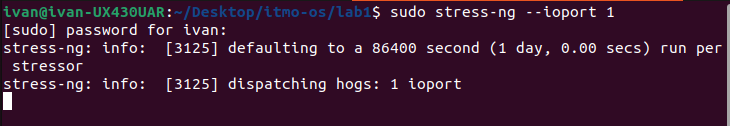 ivan@ivan-UX430UAR:~/Desktop/itmo-os/lab1$ sudo stress-ng --ioport 1
[sudo] password for ivan:
stress-ng: info:  [3125] defaulting to a 86400 second (1 day, 0.00 secs) run per
 stressor
stress-ng: info:  [3125] dispatching hogs: 1 ioport